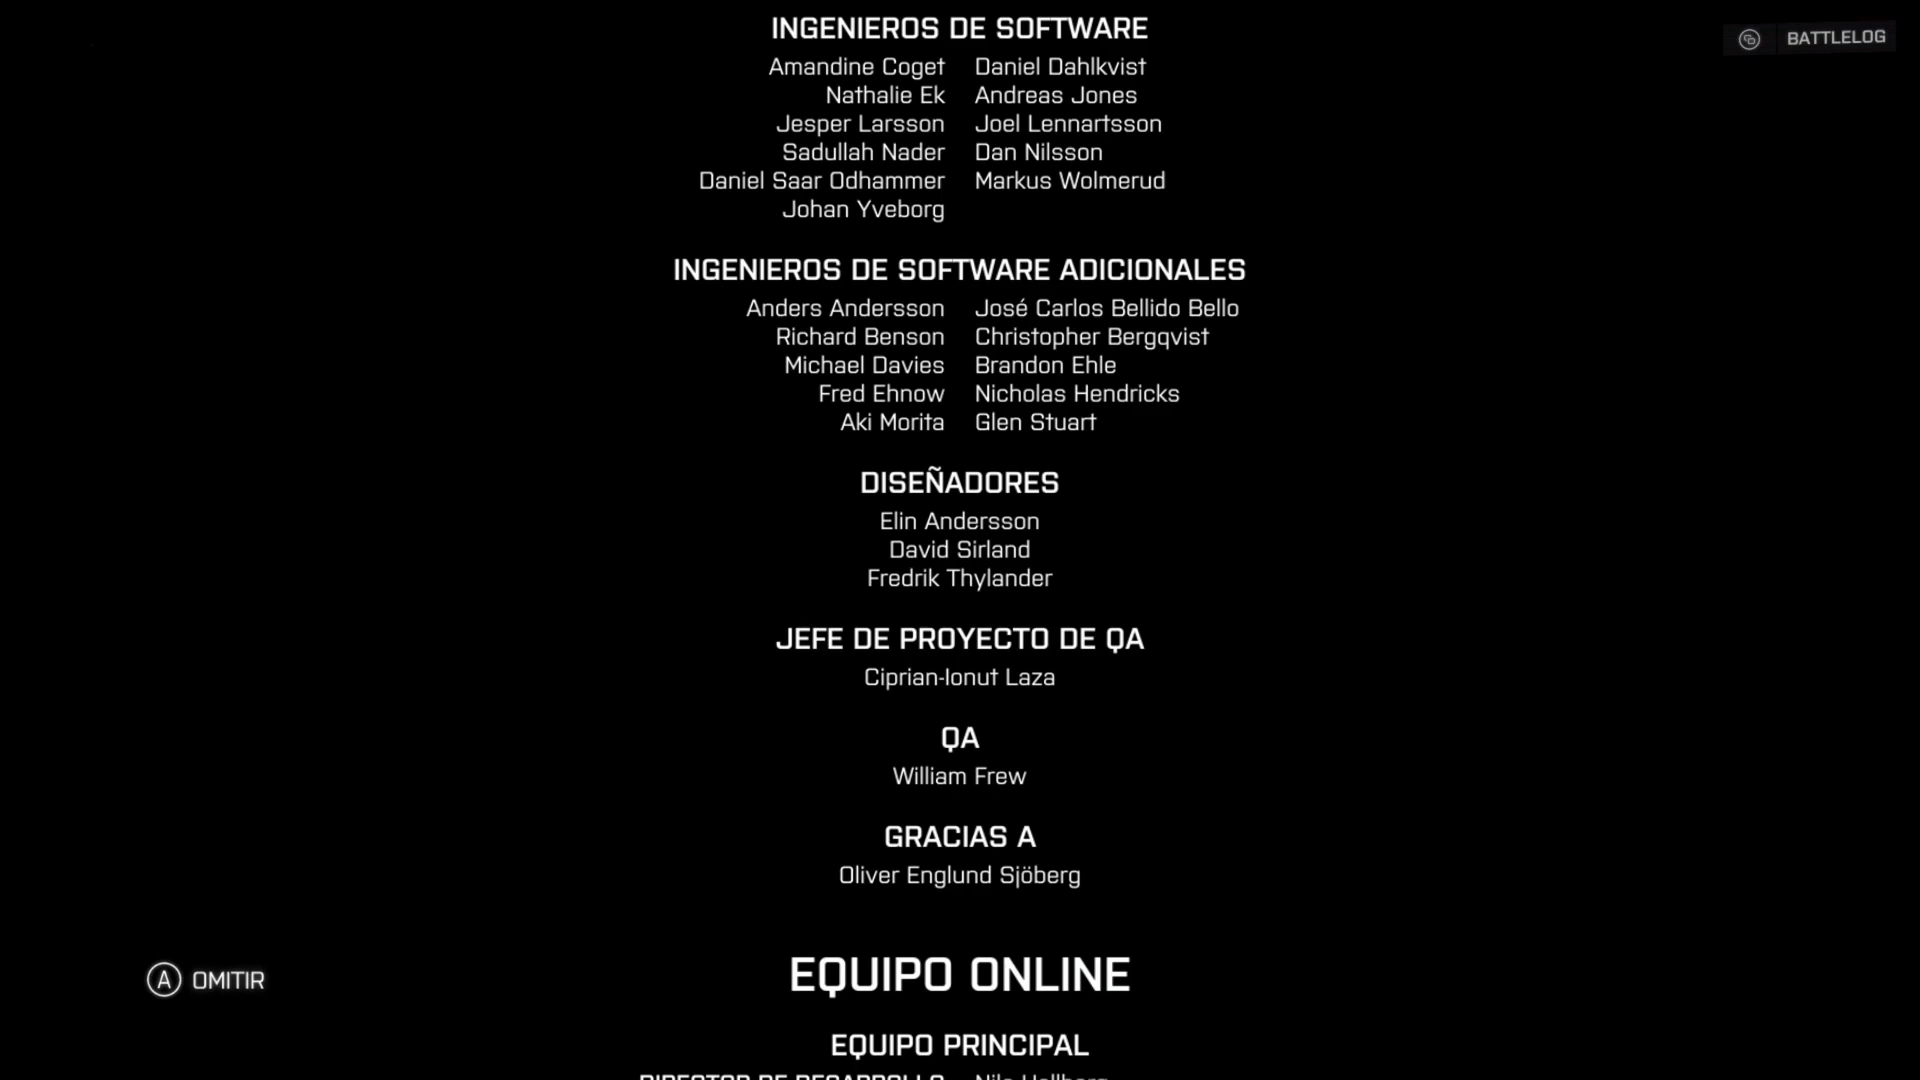 INGENIEROS DE SOFTWARE
BATTLELOG
Amandine Coget Daniel Dahlkvist
Nathalie Ek Andreas Jones
Jesper Larsson Joel Lennartsson
Sadullah Nader Dan Nilsson
Daniel Saar Odhammer Markus Wolmerud
Johan Yveborg
INGENIEROS DE SOFTWARE ADICIONALES
Anders Andersson José Carlos Bellido Bello
Richard Benson Christopher Bergqvist
Michael Davies Brandon Ehle
Fred Ehnow Nicholas Hendricks
Aki Morita Glen Stuart
DISEÑADORES
Elin Andersson
David Sirland
Fredrik Thylander
JEFE DE PROYECTO DE QA
Ciprian-Ionut Laza
QA
William Frew
GRACIAS A
Oliver Englund Sjöberg
EQUIPO ONLINE
A OMITIR
EQUIPO PRINCIPAL
DIRECTOR DE DESARROLLO